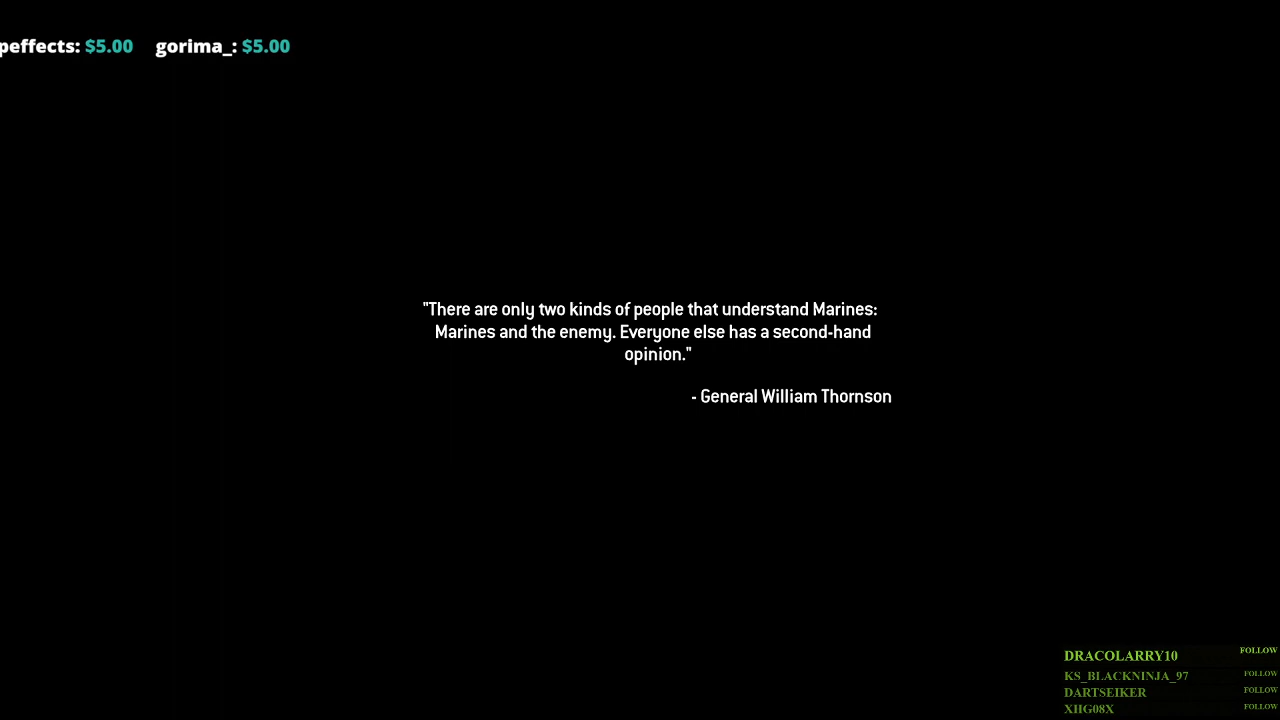 peffects: $5.00 gorima_: $5.00
"There are only two kinds of people that understand Marines:
Marines and the enemy. Everyone else has a second-hand
opinion."
- General William Thornson
DRACOLARRY10 FOLLOW
KS_BLACKNINJA_97 FOLLOW
DARTSEIKER FOLLOW
XHG08X FOLLOW